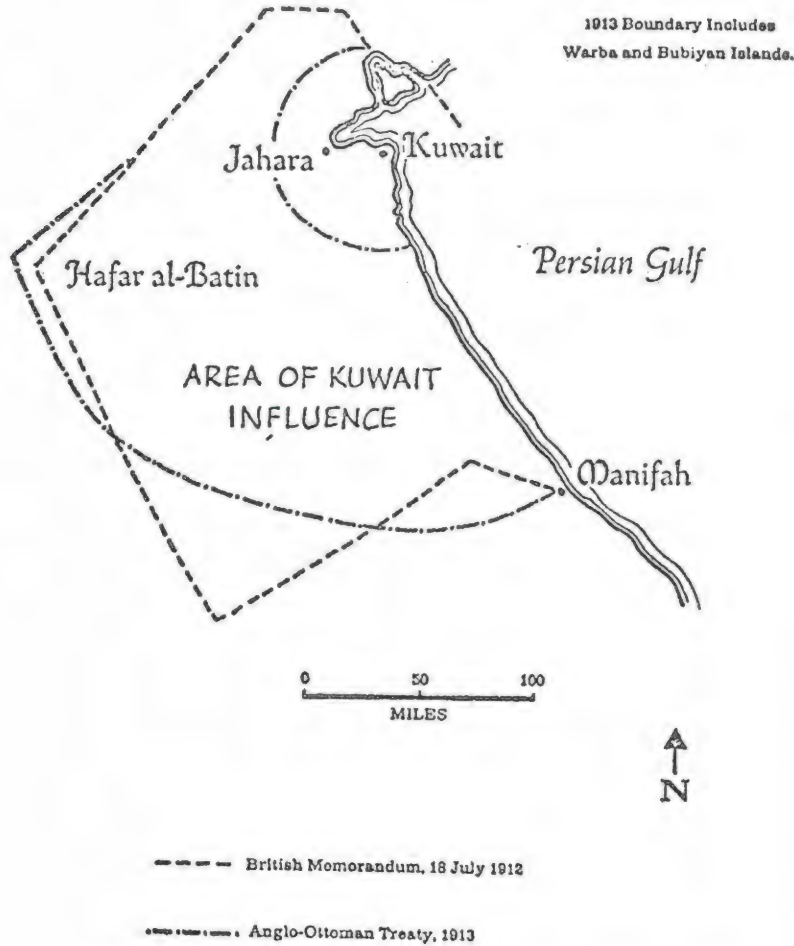 1913 Boundary Includes
Warba and Bubiyan Islands.
Jahara
Kuwait
Hafar al-Batin
Persian Gulf
AREA OF KUWAIT
INFLUENCE
Manifah
0 50 100
MILES
N
British Momorandum, 18 July 1912
Anglo-Ottoman Treaty, 1913